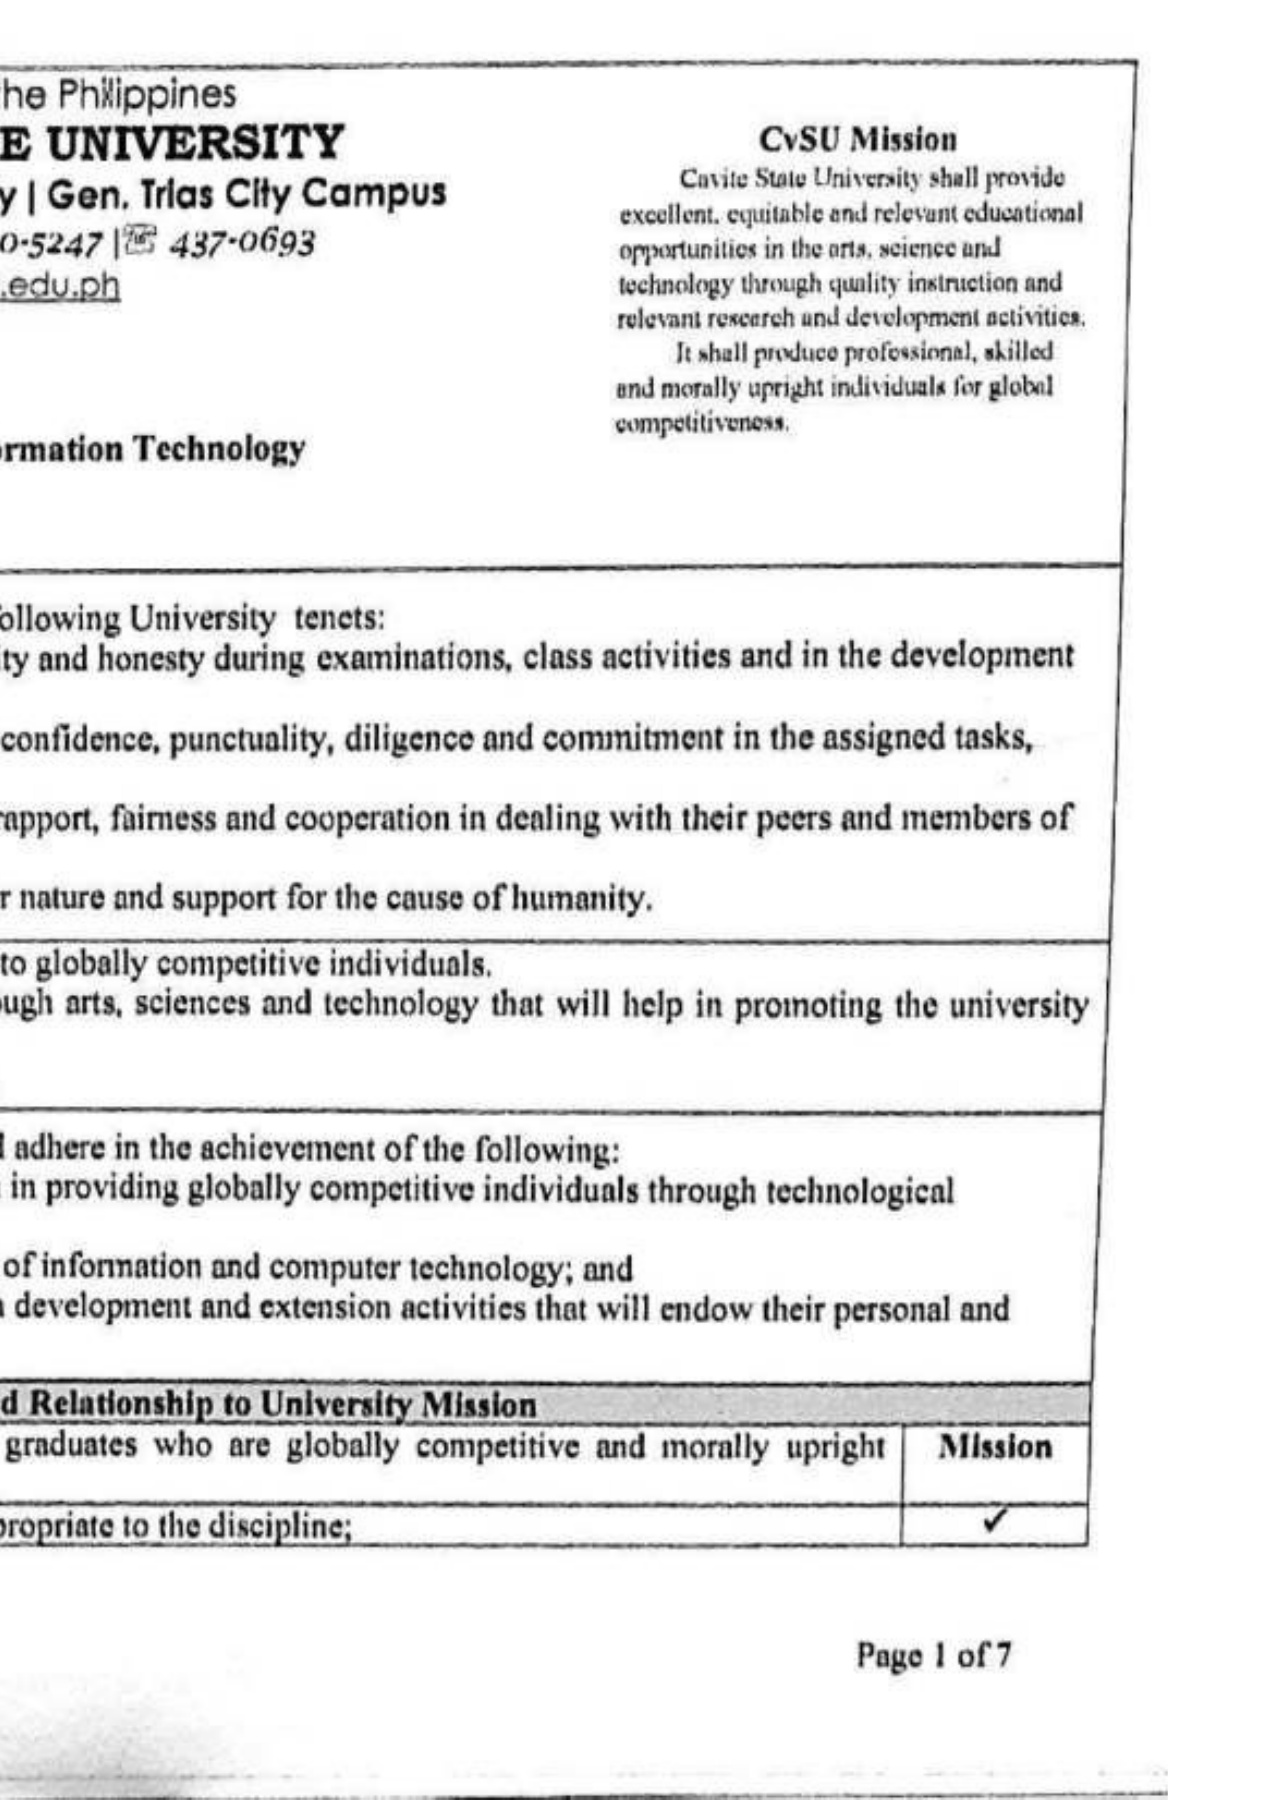 he Philippines
E UNIVERSITY
y | Gen. Trias City Campus
0-5247 |☏ 437-0693
.edu.ph
CvSU Mission
Cavite State University shall provide
excellent, equitable and relevant educational
opportunities in the arts, science and
technology through quality instruction and
relevant research and development activities.
It shall produce professional, skilled
and morally upright individuals for global
competitiveness.
ormation Technology
ollowing University tenets:
ty and honesty during examinations, class activities and in the development
confidence, punctuality, diligence and commitment in the assigned tasks,
rapport, fairness and cooperation in dealing with their peers and members of
r nature and support for the cause of humanity.
to globally competitive individuals.
ugh arts, sciences and technology that will help in promoting the university
adhere in the achievement of the following:
in providing globally competitive individuals through technological
of information and computer technology; and
development and extension activities that will endow their personal and
d Relationship to University Mission
graduates who are globally competitive and morally upright
Mission
propriate to the discipline;
✓
Page 1 of 7